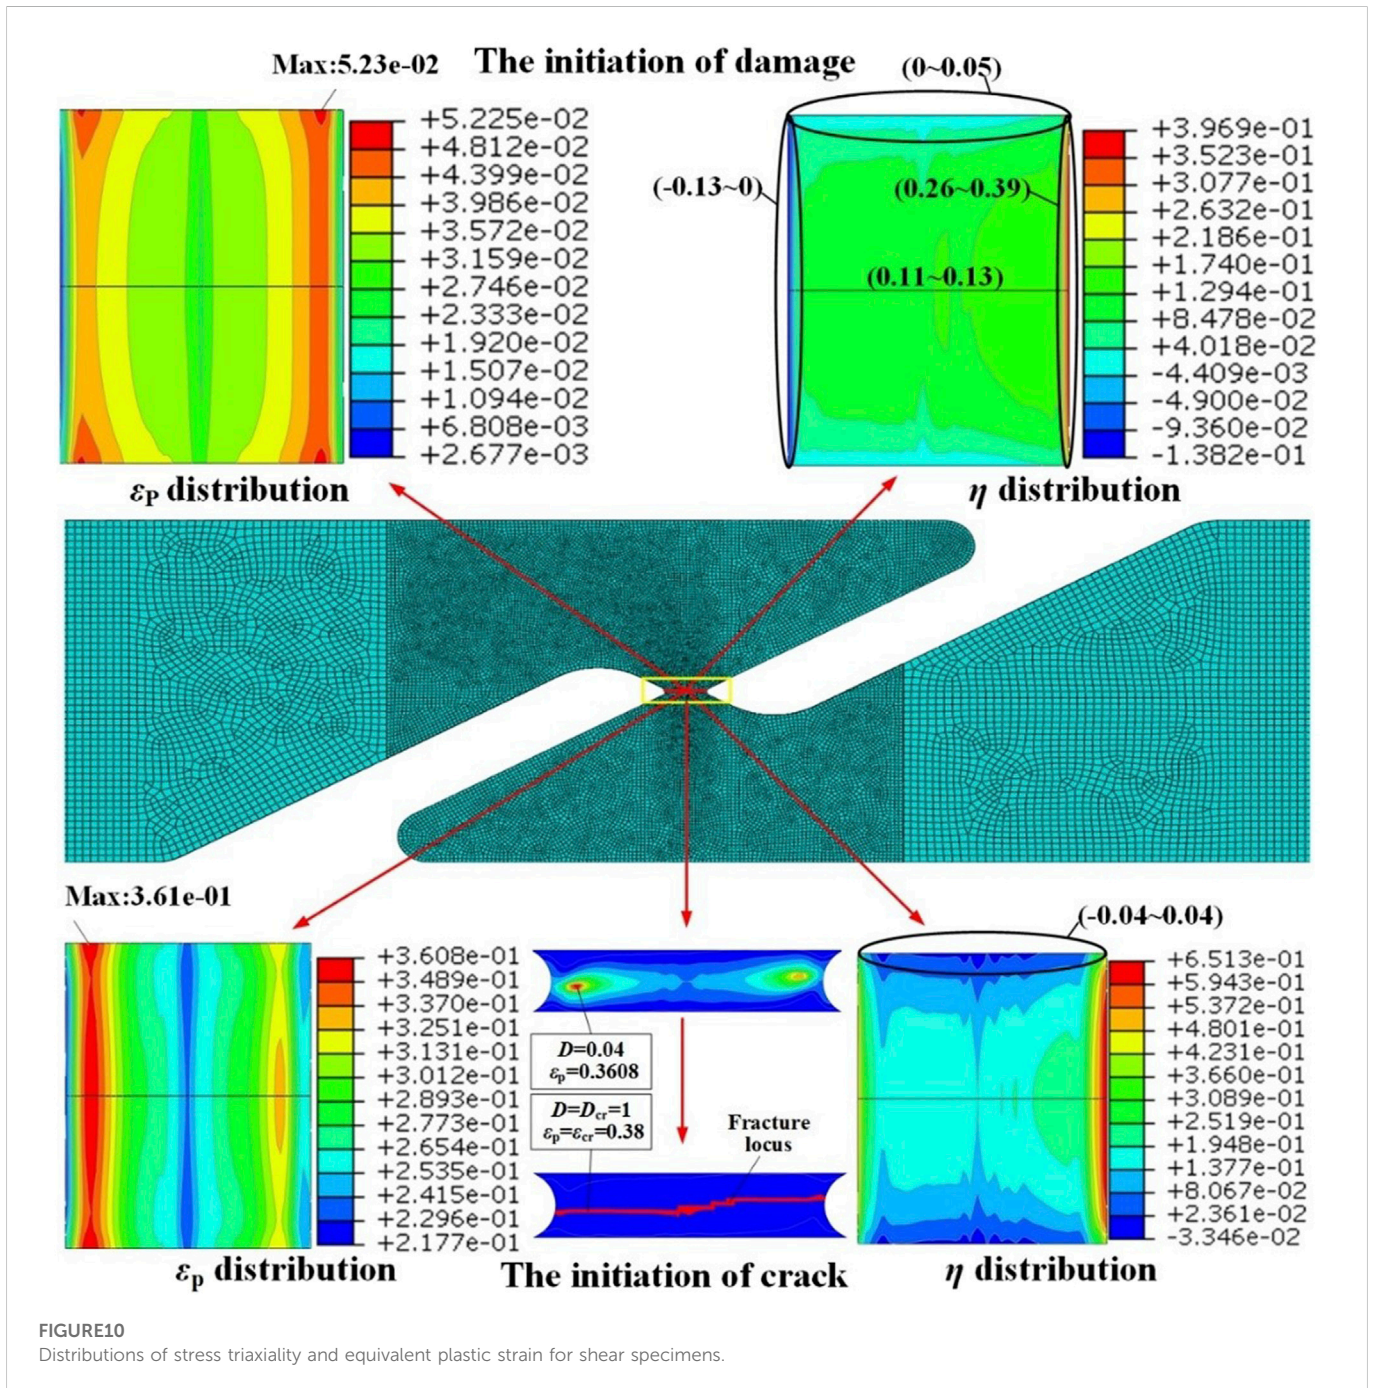 Max:5.23e-02
The initiation of damage
(0~0.05)
+5.225e-02
+4.812e-02
+4.399e-02
+3.986e-02
+3.572e-02
+3.159e-02
+2.746e-02
+2.333e-02
+1.920e-02
+1.507e-02
+1.094e-02
+6.808e-03
+2.677e-03
εP distribution
(-0.13~0)
(0.26~0.39)
(0.11~0.13)
+3.969e-01
+3.523e-01
+3.077e-01
+2.632e-01
+2.186e-01
+1.740e-01
+1.294e-01
+8.478e-02
+4.018e-02
-4.409e-03
-4.900e-02
-9.360e-02
-1.382e-01
η distribution
Max:3.61e-01
+3.608e-01
+3.489e-01
+3.370e-01
+3.251e-01
+3.131e-01
+3.012e-01
+2.893e-01
+2.773e-01
+2.654e-01
+2.535e-01
+2.415e-01
+2.296e-01
+2.177e-01
εp distribution
D=0.04
εp=0.3608
D=Dcr=1
εp=εcr=0.38
Fracture
locus
The initiation of crack
(-0.04~0.04)
+6.513e-01
+5.943e-01
+5.372e-01
+4.801e-01
+4.231e-01
+3.660e-01
+3.089e-01
+2.519e-01
+1.948e-01
+1.377e-01
+8.067e-02
+2.361e-02
-3.346e-02
η distribution
FIGURE10
Distributions of stress triaxiality and equivalent plastic strain for shear specimens.